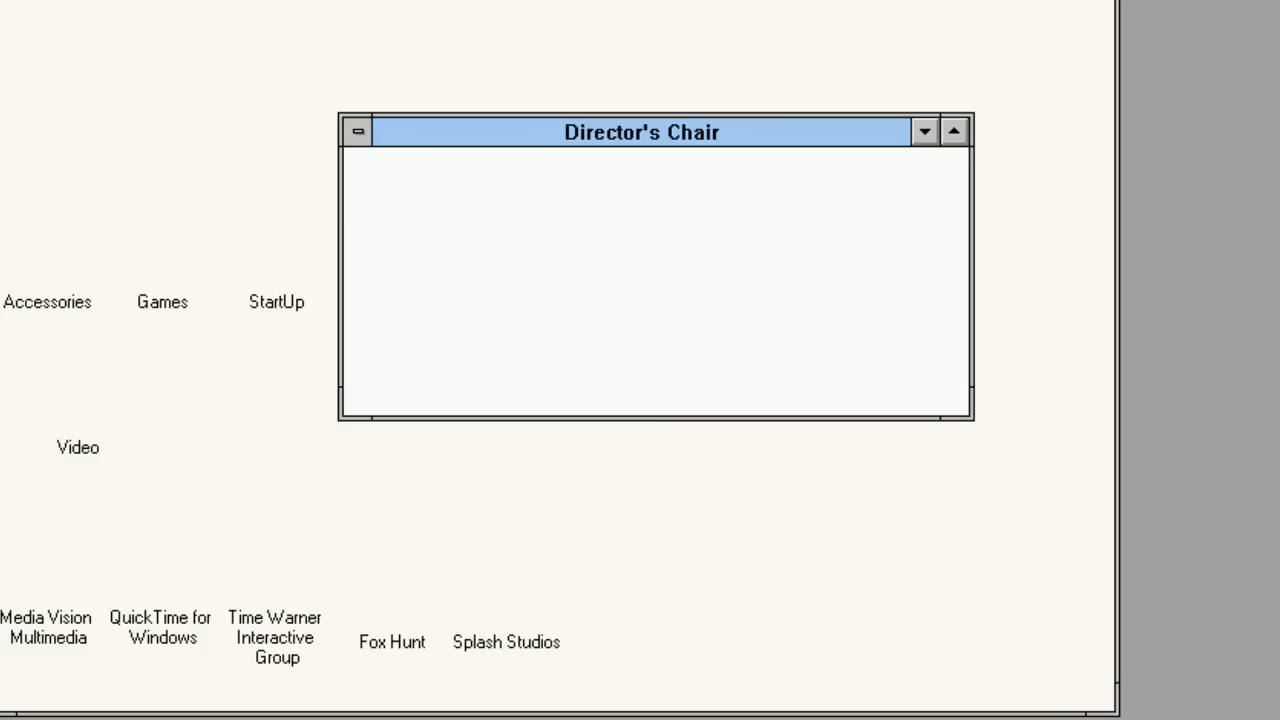 Director's Chair
Accessories
Games
StartUp
Video
Media Vision
Multimedia
QuickTime for
Windows
Time Warner
Interactive
Group
Fox Hunt
Splash Studios